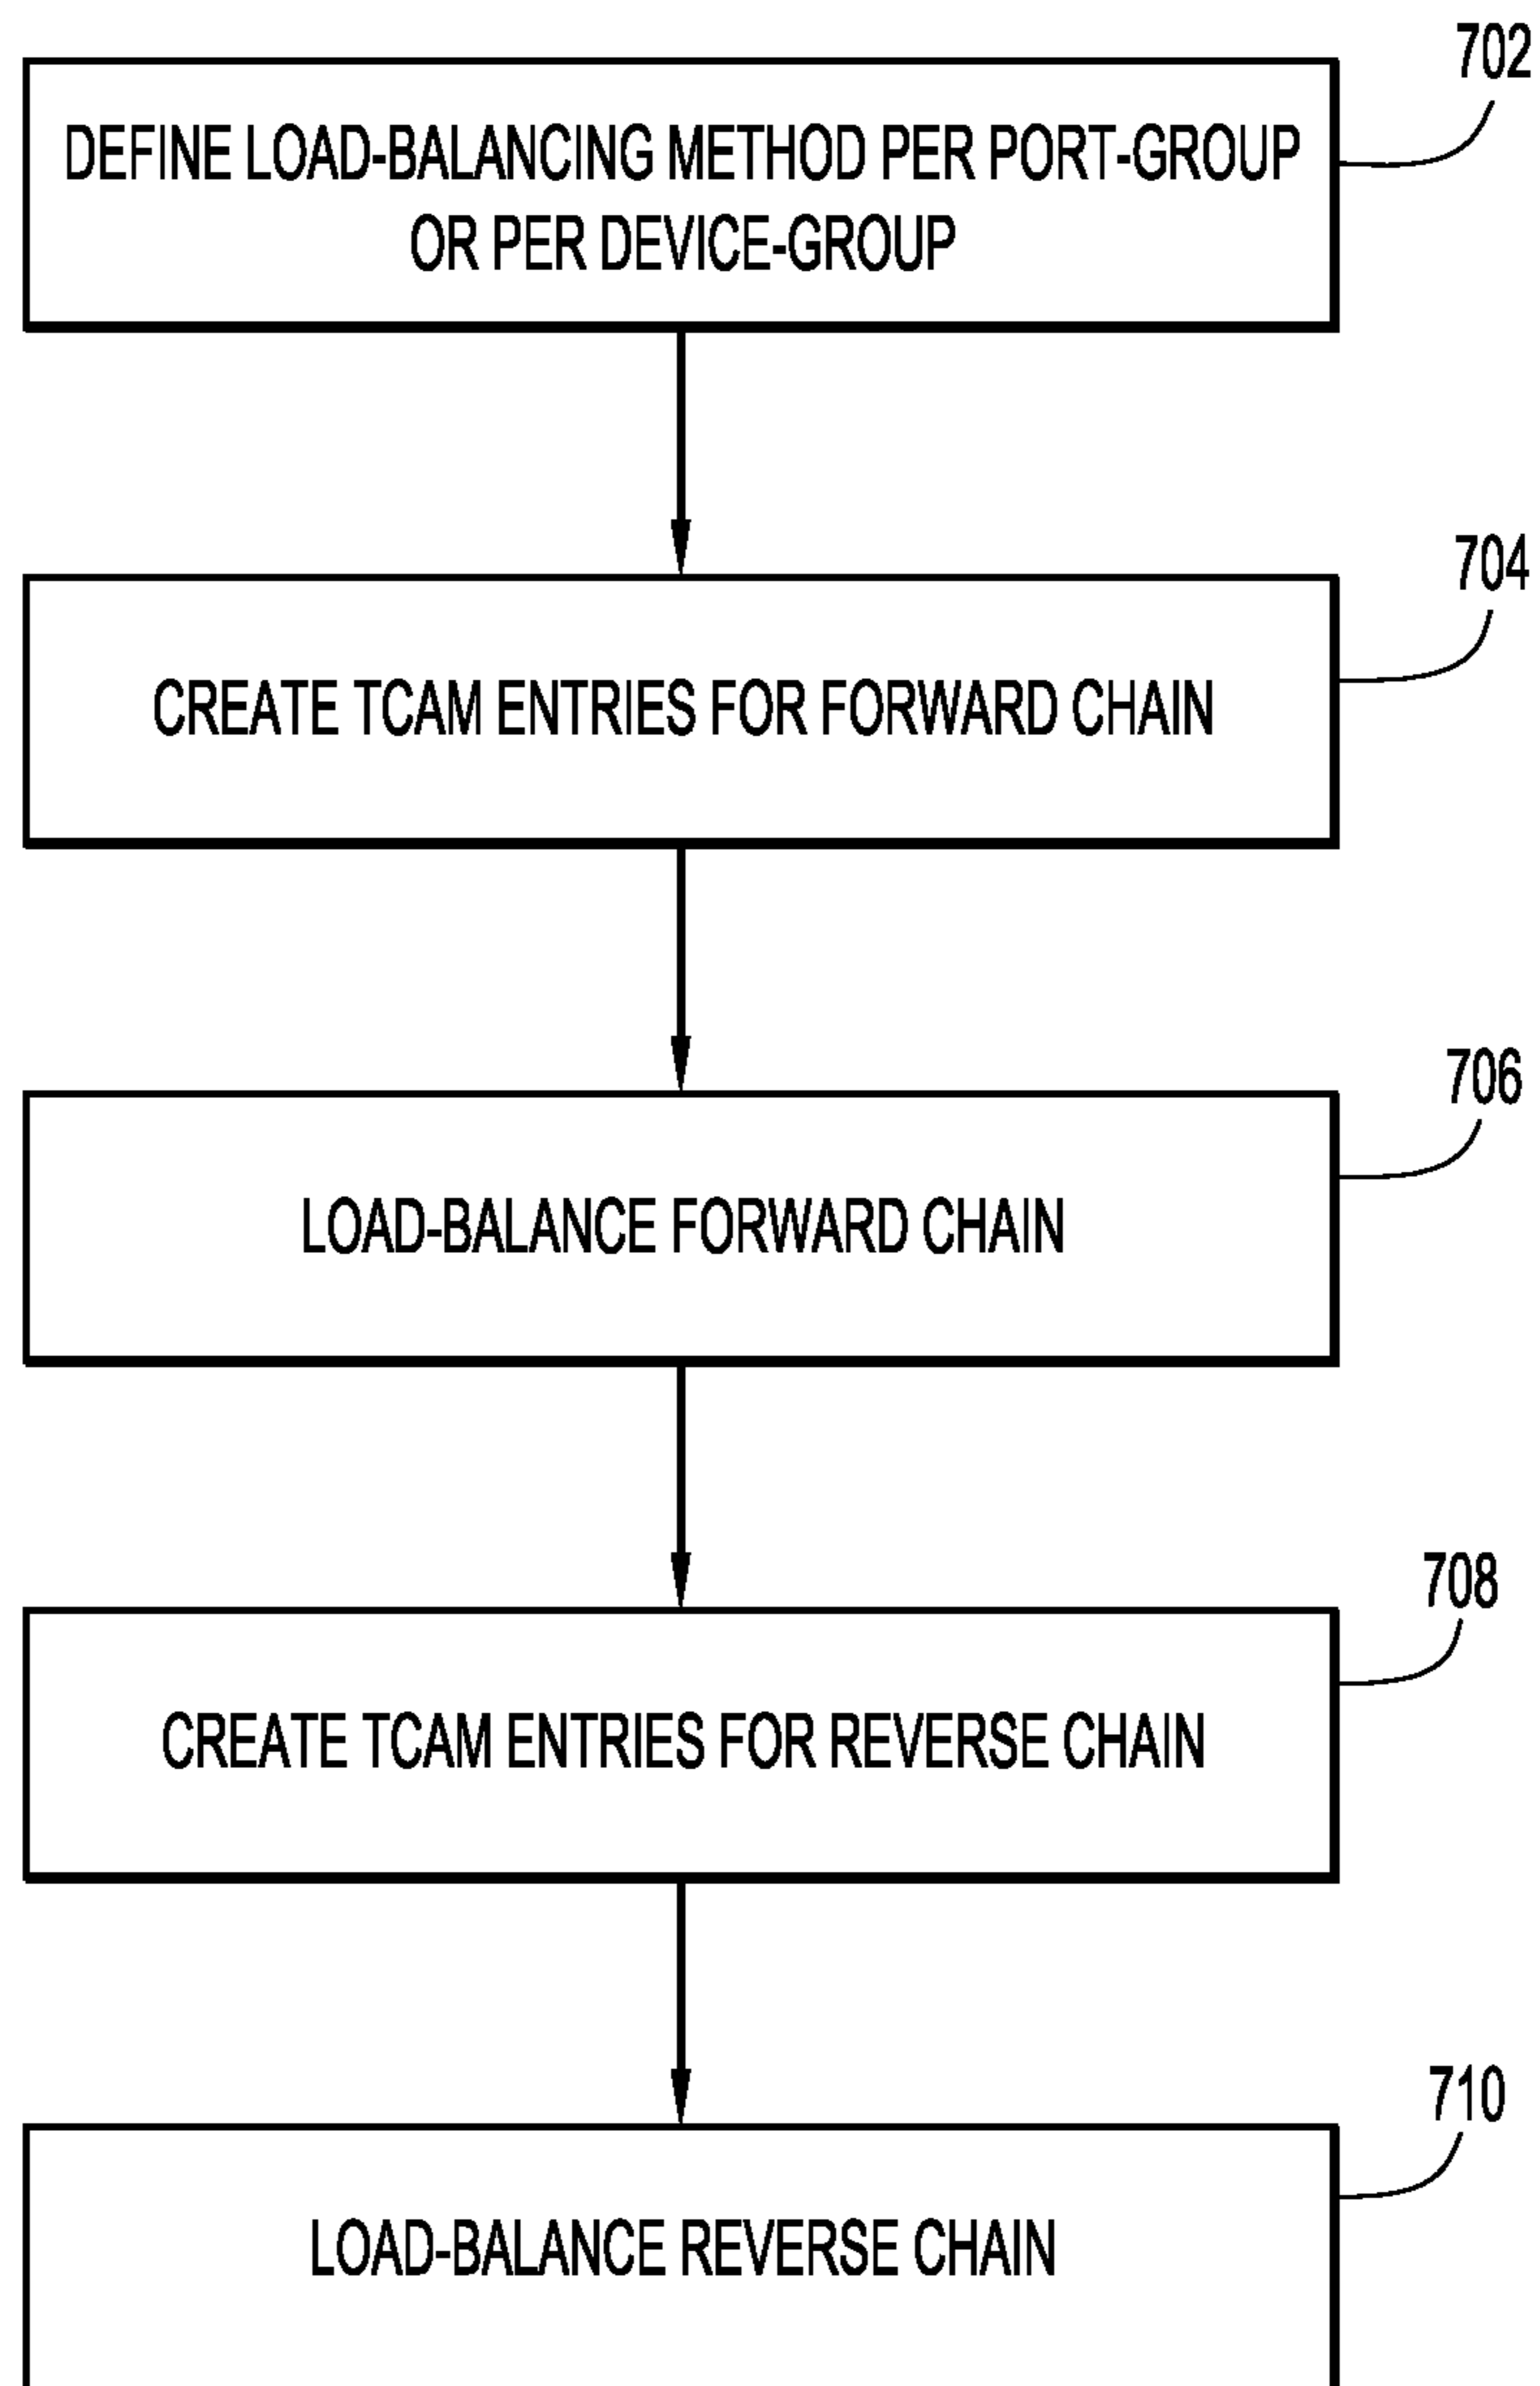 702
DEFINE LOAD-BALANCING METHOD PER PORT-GROUP
OR PER DEVICE-GROUP
704
CREATE TCAM ENTRIES FOR FORWARD CHAIN
706
LOAD-BALANCE FORWARD CHAIN
708
CREATE TCAM ENTRIES FOR REVERSE CHAIN
710
LOAD-BALANCE REVERSE CHAIN